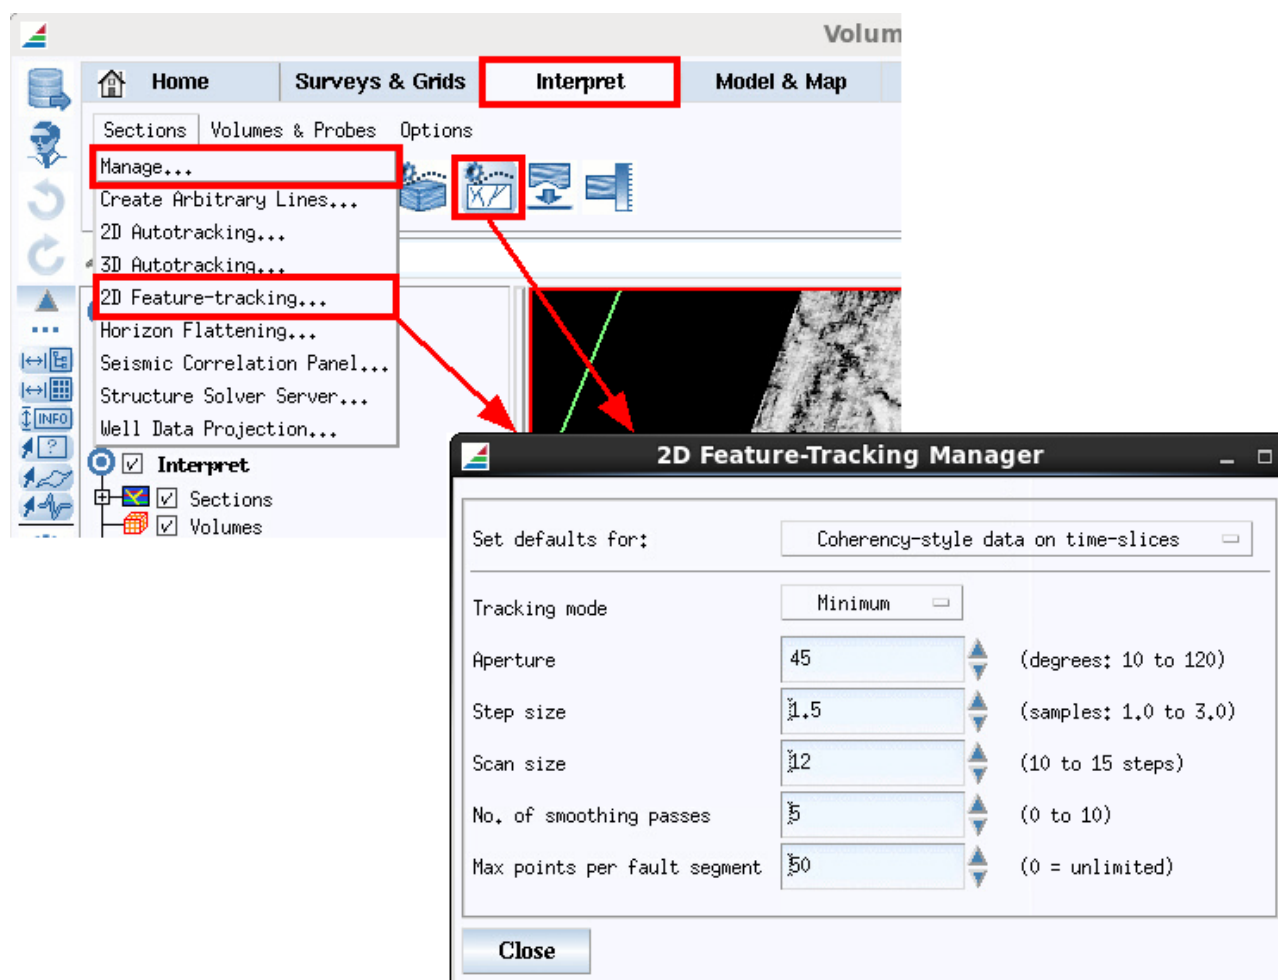 Volum
Home Surveys & Grids Interpret Model & Map
Sections Volumes & Probes Options
Manage...
Create Arbitrary Lines...
2D Autotracking...
3D Autotracking...
2D Feature-tracking...
Horizon Flattening...
Seismic Correlation Panel...
Structure Solver Server...
INFO
Well Data Projection...
?
Interpret
Sections
Volumes
2D Feature-Tracking Manager
Set defaults for: Coherency-style data on time-slices
Tracking mode Minimum
Aperture 45 (degrees: 10 to 120)
Step size 1.5 (samples: 1.0 to 3.0)
Scan size 12 (10 to 15 steps)
No. of smoothing passes 5 (0 to 10)
Max points per fault segment 50 (0 = unlimited)
Close